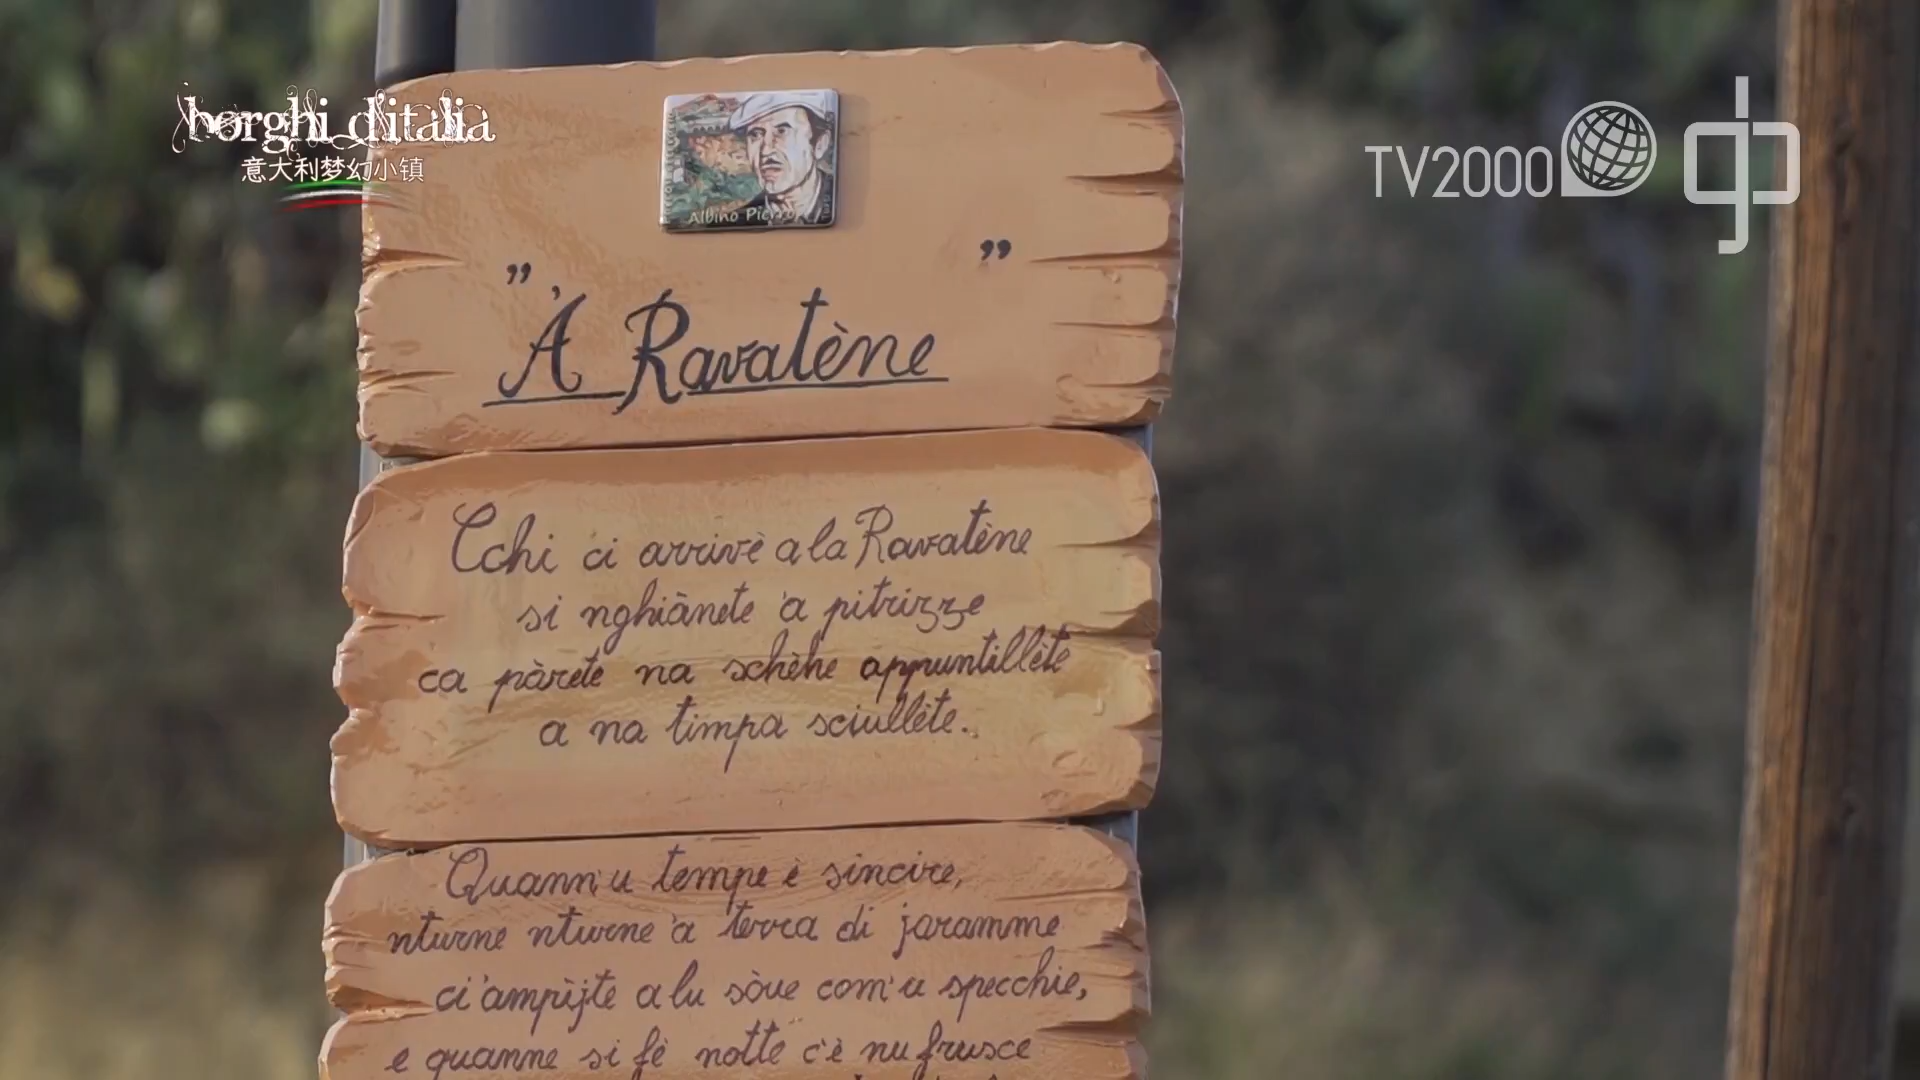 borghi d'italia
意大利梦幻小镇
TV2000
Albino Pierro
"'A Ravatène"
Cchi ci arrivè a la Ravatène
si nghiànete 'a pitrizze
ca pàrete na schèhe appuntillète
a na timpa sciullète..
Quann'u tempe è sincire,
nturne nturne 'a terra di jaramme
ci'ampìjte a lu sòue com'u specchie,
e quanne si fè notte c'è nu frusce